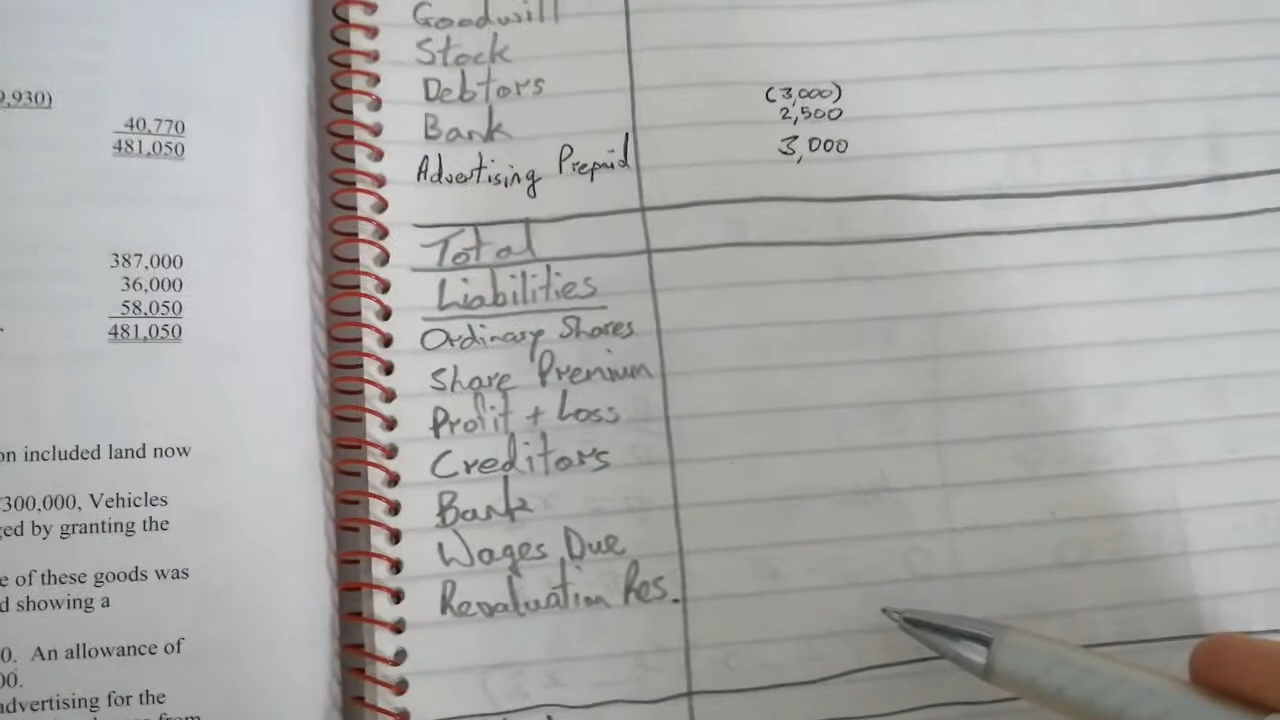 9,930)
40,770
481,050
387,000
36,000
58,050
481,050
on included land now
300,000, Vehicles
ged by granting the
e of these goods was
d showing a
0. An allowance of
00.
advertising for the
Goodwill
Stock
Debtors
(3,000)
Bank 2,500
Advertising Prepaid 3,000
Total
Liabilities
Ordinary Shares
Share Premium
Profit + Loss
Creditors
Bank
Wages Due
Revaluation Res.